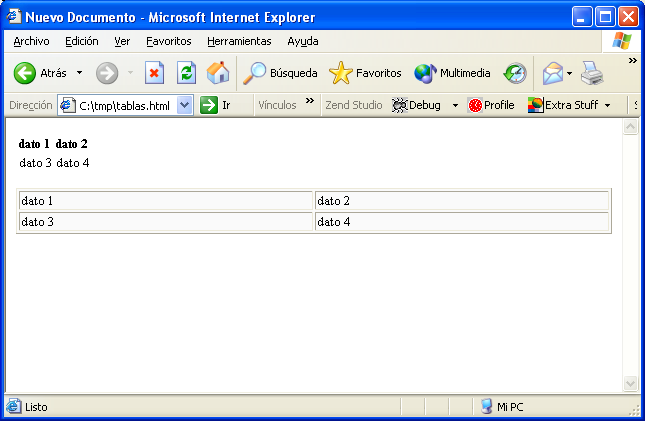 Nuevo Documento - Microsoft Internet Explorer
Archivo Edición Ver Favoritos Herramientas Ayuda
Atrás Búsqueda Favoritos Multimedia »
Dirección C:\tmp\tablas.html Ir Vínculos » Zend Studio Debug Profile Extra Stuff
dato 1 dato 2
dato 3 dato 4
dato 1 dato 2
dato 3 dato 4
Listo Mi PC